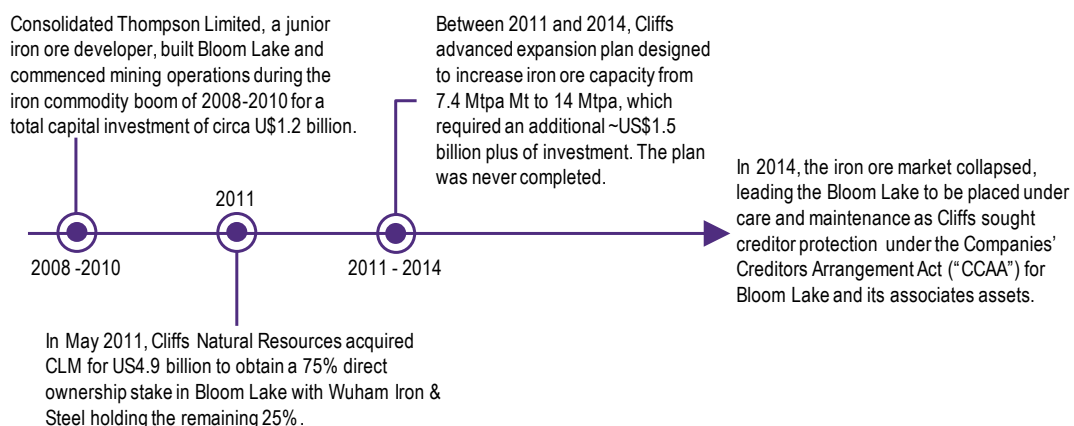 Consolidated Thompson Limited, a junior
iron ore developer, built Bloom Lake and
commenced mining operations during the
iron commodity boom of 2008-2010 for a
total capital investment of circa U$1.2 billion.
Between 2011 and 2014, Cliffs
advanced expansion plan designed
to increase iron ore capacity from
7.4 Mtpa Mt to 14 Mtpa, which
required an additional ~US$1.5
billion plus of investment. The plan
was never completed.
In 2014, the iron ore market collapsed,
leading the Bloom Lake to be placed under
care and maintenance as Cliffs sought
creditor protection under the Companies’
Creditors Arrangement Act (“CCAA”) for
Bloom Lake and its associates assets.
2011
2008 -2010
2011 - 2014
In May 2011, Cliffs Natural Resources acquired
CLM for US4.9 billion to obtain a 75% direct
ownership stake in Bloom Lake with Wuham Iron &
Steel holding the remaining 25%.